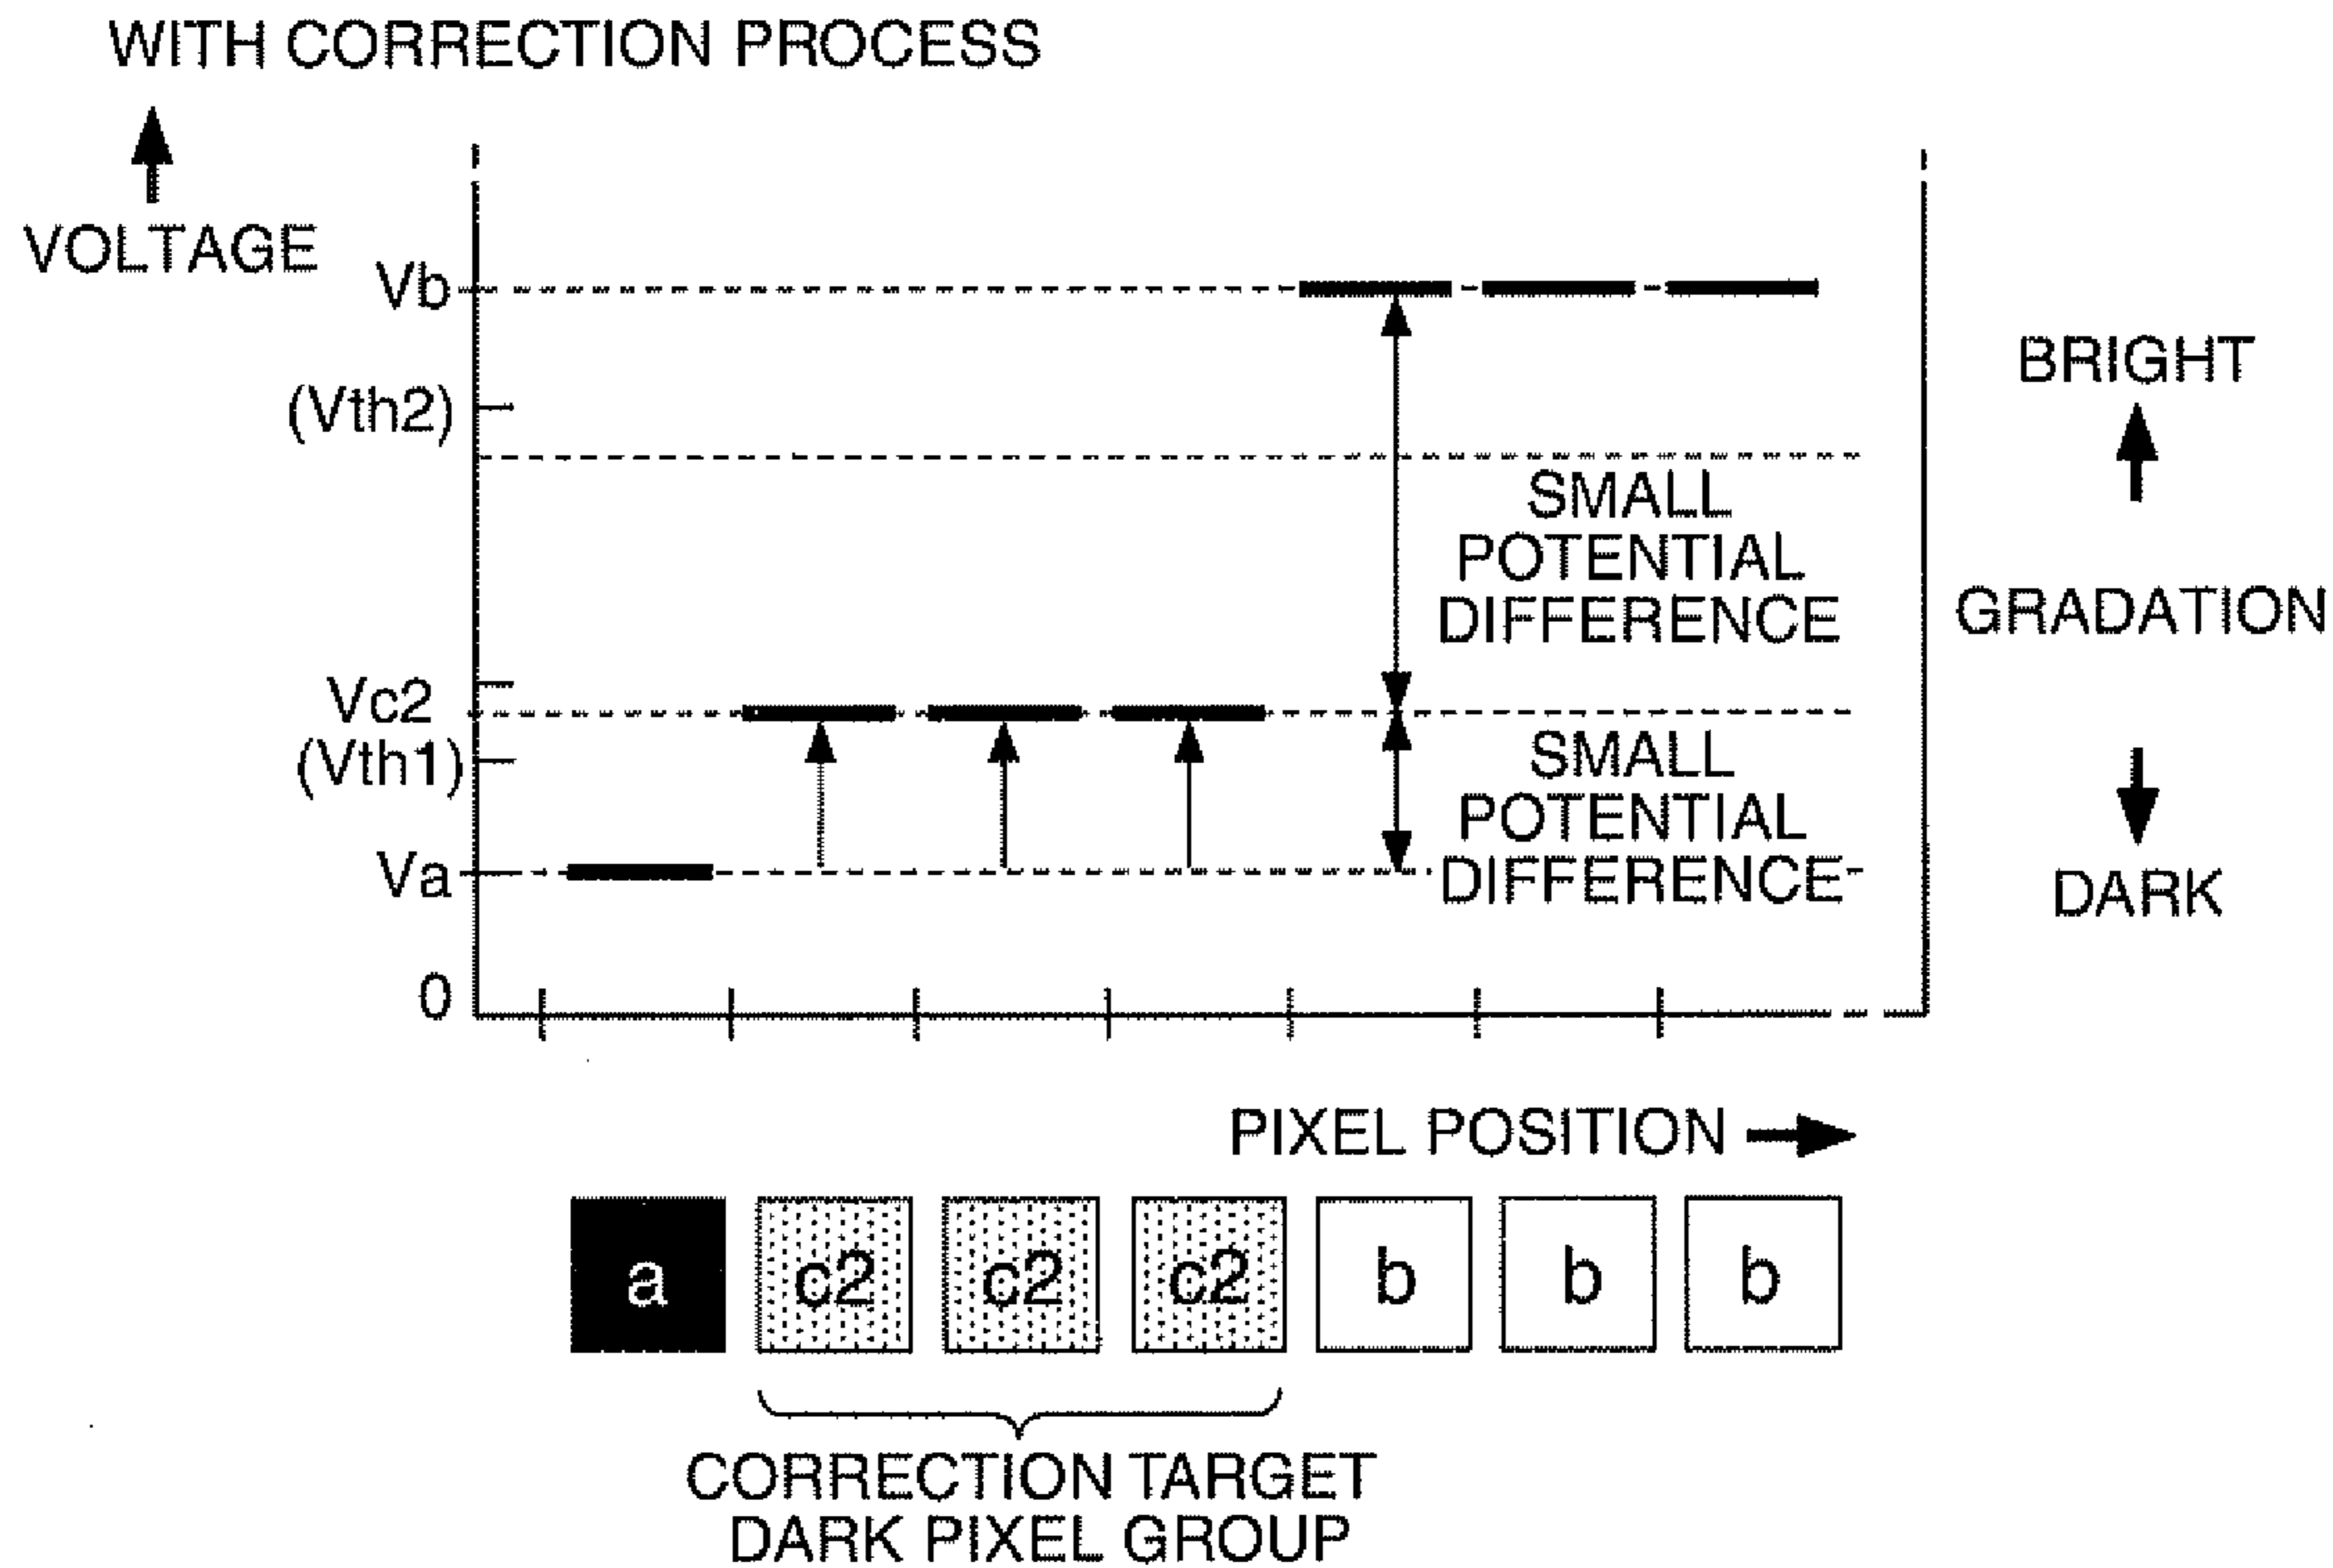 WITH CORRECTION PROCESS
VOLTAGE
Vb
(Vth2)
Vc2
(Vth1)
Va
0
SMALL
POTENTIAL
DIFFERENCE
SMALL
POTENTIAL
DIFFERENCE
BRIGHT
GRADATION
DARK
PIXEL POSITION
a c2 c2 c2 b b b
CORRECTION TARGET
DARK PIXEL GROUP